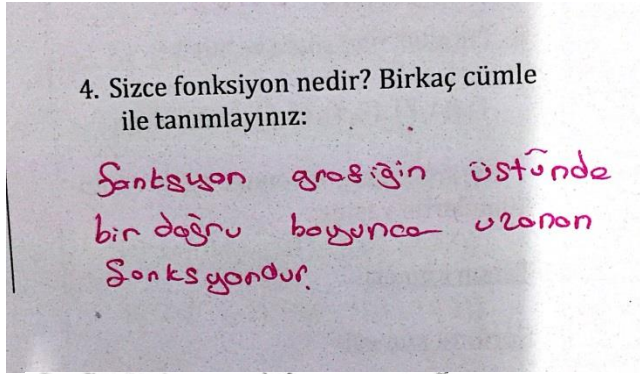 4. Sizce fonksiyon nedir? Birkaç cümle
ile tanımlayınız:
fonksyon grafiğin üstünde
bir doğru boyunca uzanan
fonksyondur.